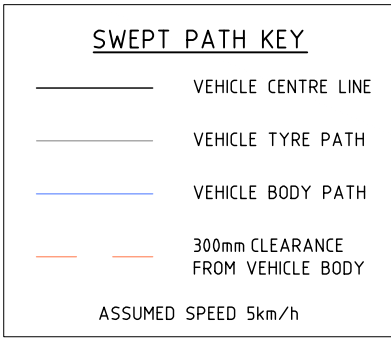 SWEPT PATH KEY
VEHICLE CENTRE LINE
VEHICLE TYRE PATH
VEHICLE BODY PATH
300mm CLEARANCE
FROM VEHICLE BODY
ASSUMED SPEED 5km/h